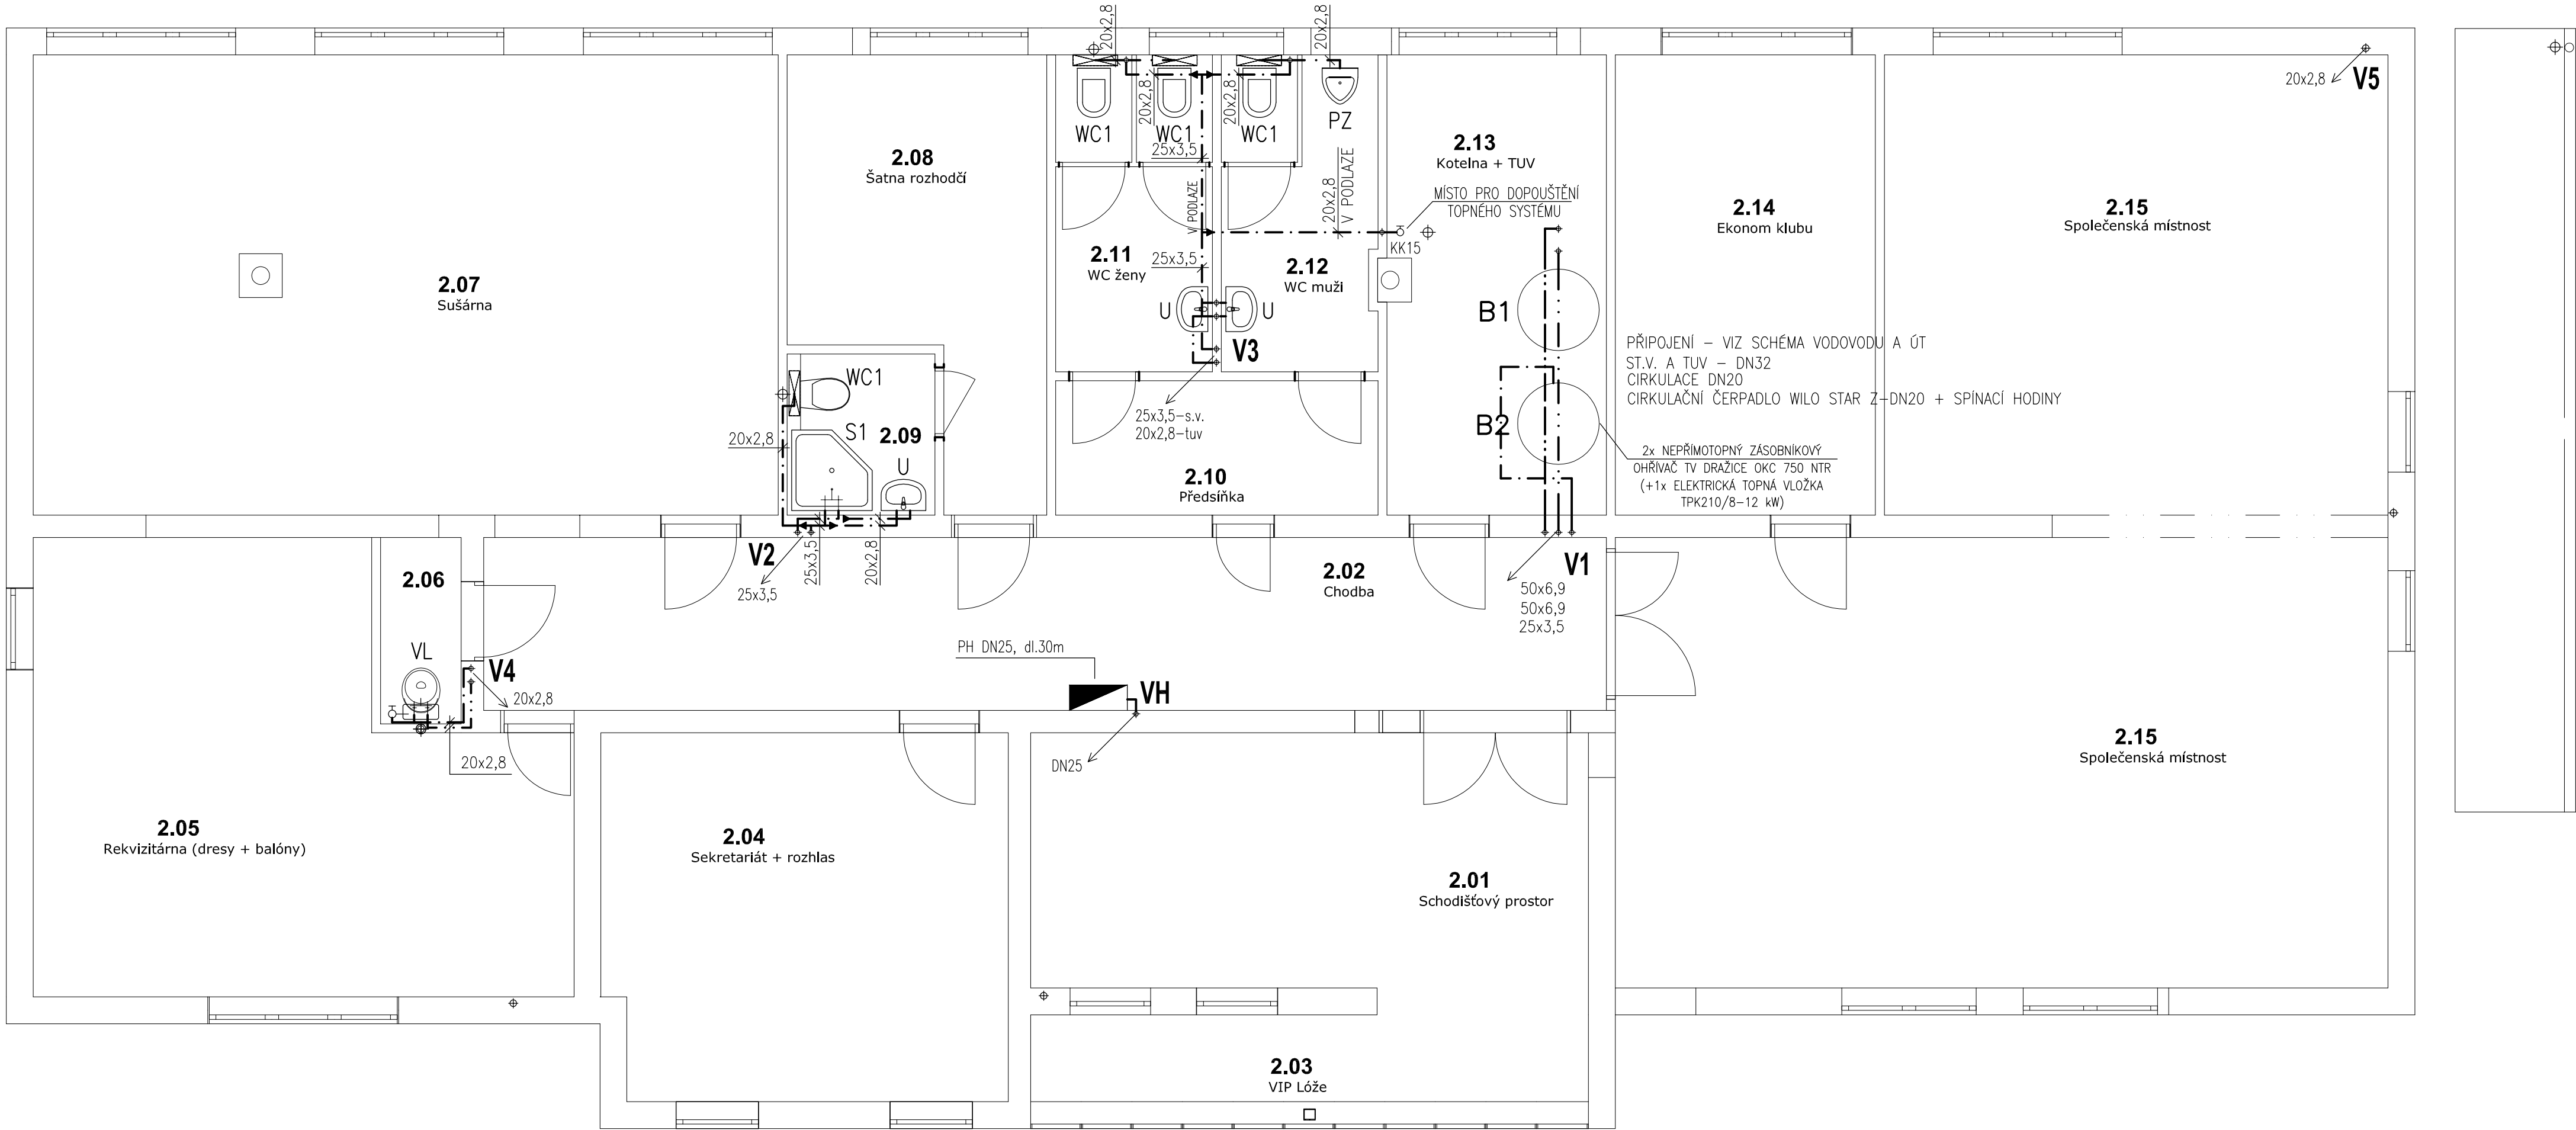 20x2,8
20x2,8
20x2,8
V5
WC1
20x2,8
WC1
20x2,8
WC1
PZ
25x3,5
2.08
Šatna rozhodčí
2.13
Kotelna + TUV
MÍSTO PRO DOPOUŠTĚNÍ
TOPNÉHO SYSTÉMU
KK15
V PODLAZE
20x2,8
V PODLAZE
2.14
Ekonom klubu
2.15
Společenská místnost
2.07
Sušárna
2.11
WC ženy
25x3,5
2.12
WC muži
U
U
V3
25x3,5-s.v.
20x2,8-tuv
B1
B2
PŘIPOJENÍ – VIZ SCHÉMA VODOVODU A ÚT
ST.V. A TUV – DN32
CIRKULACE DN20
CIRKULAČNÍ ČERPADLO WILO STAR Z-DN20 + SPÍNACÍ HODINY
2x NEPŘÍMOTOPNÝ ZÁSOBNÍKOVÝ
OHŘÍVAČ TV DRAŽICE OKC 750 NTR
(+1x ELEKTRICKÁ TOPNÁ VLOŽKA
TPK210/8-12 kW)
WC1
S1
2.09
U
20x2,8
2.10
Předsíňka
V2
25x3,5
25x3,5
20x2,8
2.06
VL
V4
20x2,8
20x2,8
2.02
Chodba
V1
50x6,9
50x6,9
25x3,5
PH DN25, dl.30m
VH
DN25
2.15
Společenská místnost
2.05
Rekvizitárna (dresy + balóny)
2.04
Sekretariát + rozhlas
2.01
Schodišťový prostor
2.03
VIP Lóže